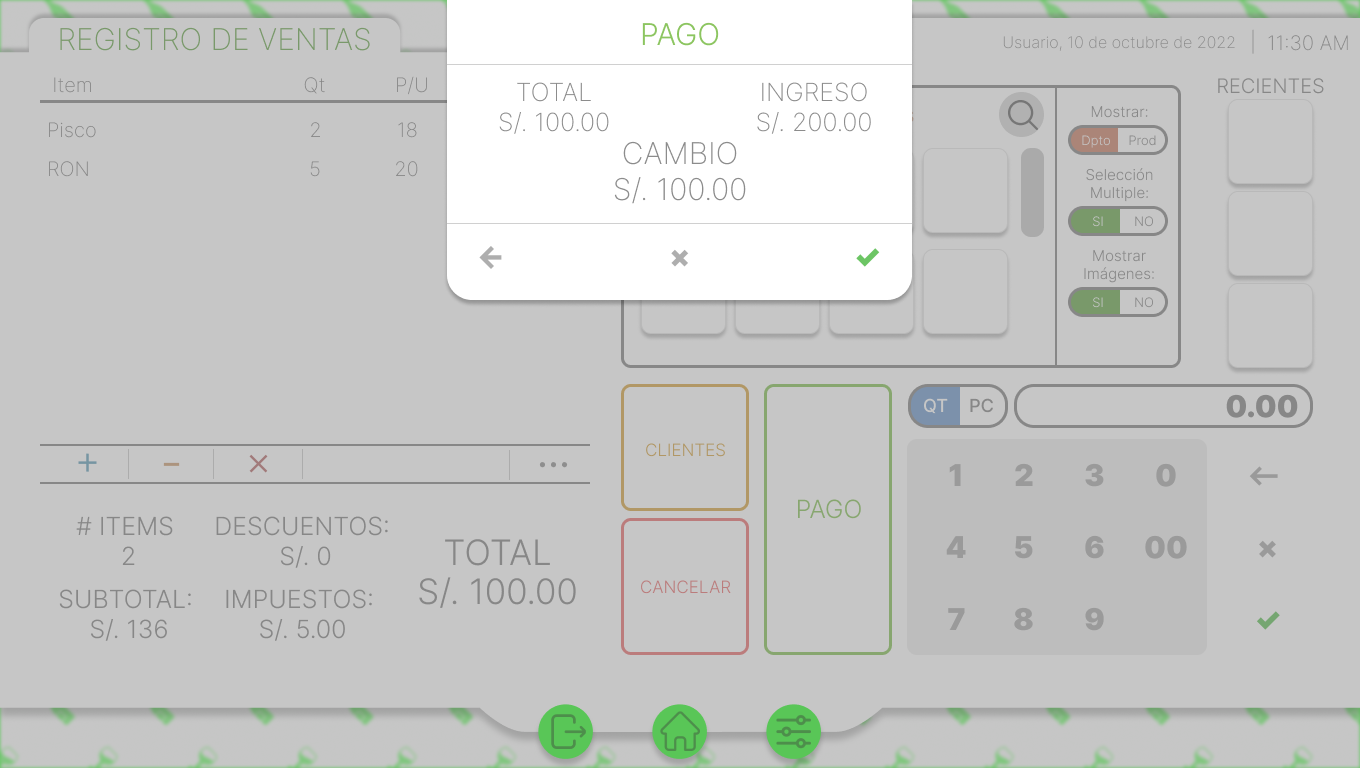 REGISTRO DE VENTAS
PAGO
Usuario, 10 de octubre de 2022
11:30 AM
Item Qt P/U
Pisco 2 18
RON 5 20
TOTAL
S/. 100.00
INGRESO
S/. 200.00
CAMBIO
S/. 100.00
Mostrar:
Dpto Prod
Selección
Multiple:
SI NO
Mostrar
Imágenes:
SI NO
RECIENTES
# ITEMS
2
DESCUENTOS:
S/. 0
SUBTOTAL:
S/. 136
IMPUESTOS:
S/. 5.00
TOTAL
S/. 100.00
CLIENTES
CANCELAR
PAGO
QT PC
0.00
1 2 3 0
4 5 6 00
7 8 9